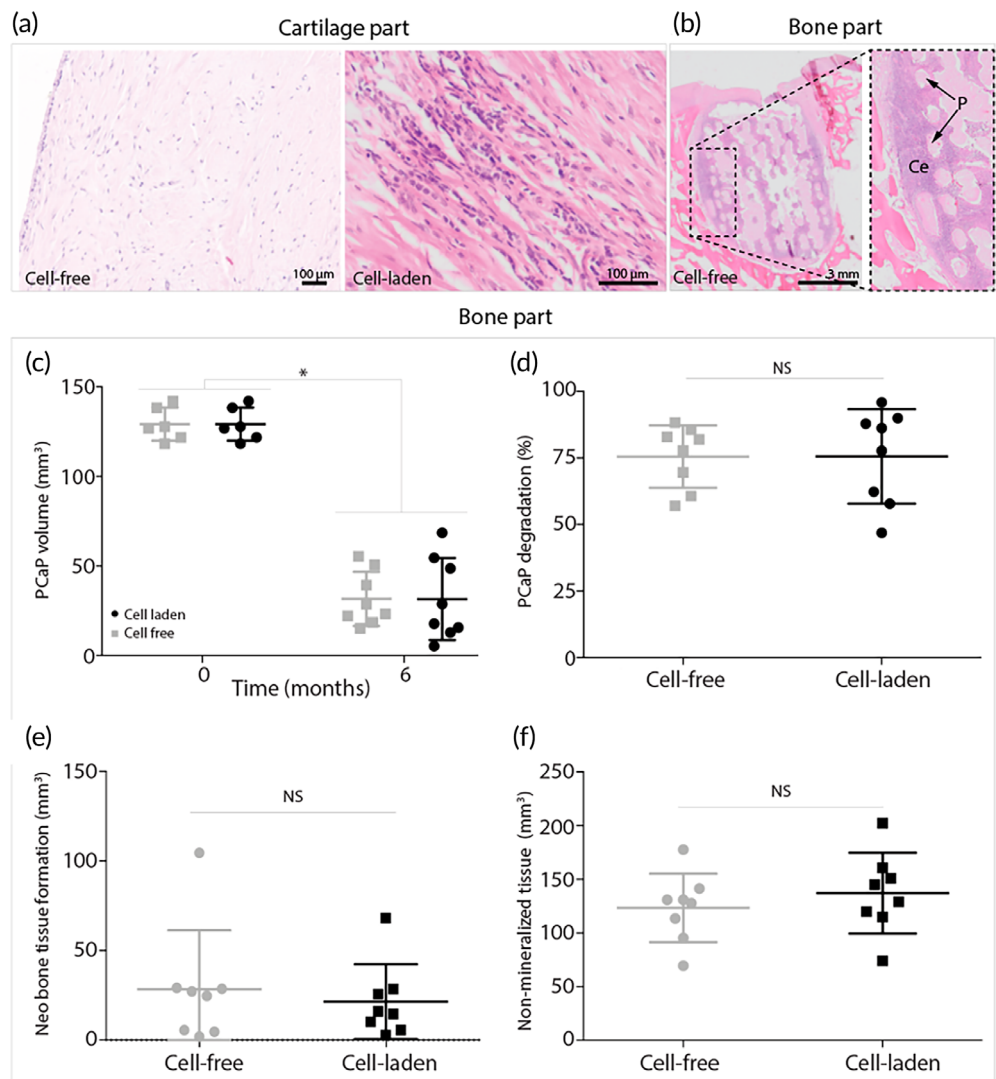 (a)
Cartilage part
Cell-free
100 µm
Cell-laden
100 µm
(b)
Bone part
P
Ce
Cell-free
3 mm
Bone part
(c)
*
PCaP volume (mm³)
150
100
50
0
Cell laden
Cell free
0
6
Time (months)
(d)
NS
PCaP degradation (%)
100
75
50
25
0
Cell-free
Cell-laden
(e)
NS
Neobone tissue formation (mm³)
150
100
50
0
Cell-free
Cell-laden
(f)
NS
Non-mineralized tissue (mm³)
250
200
150
100
50
0
Cell-free
Cell-laden